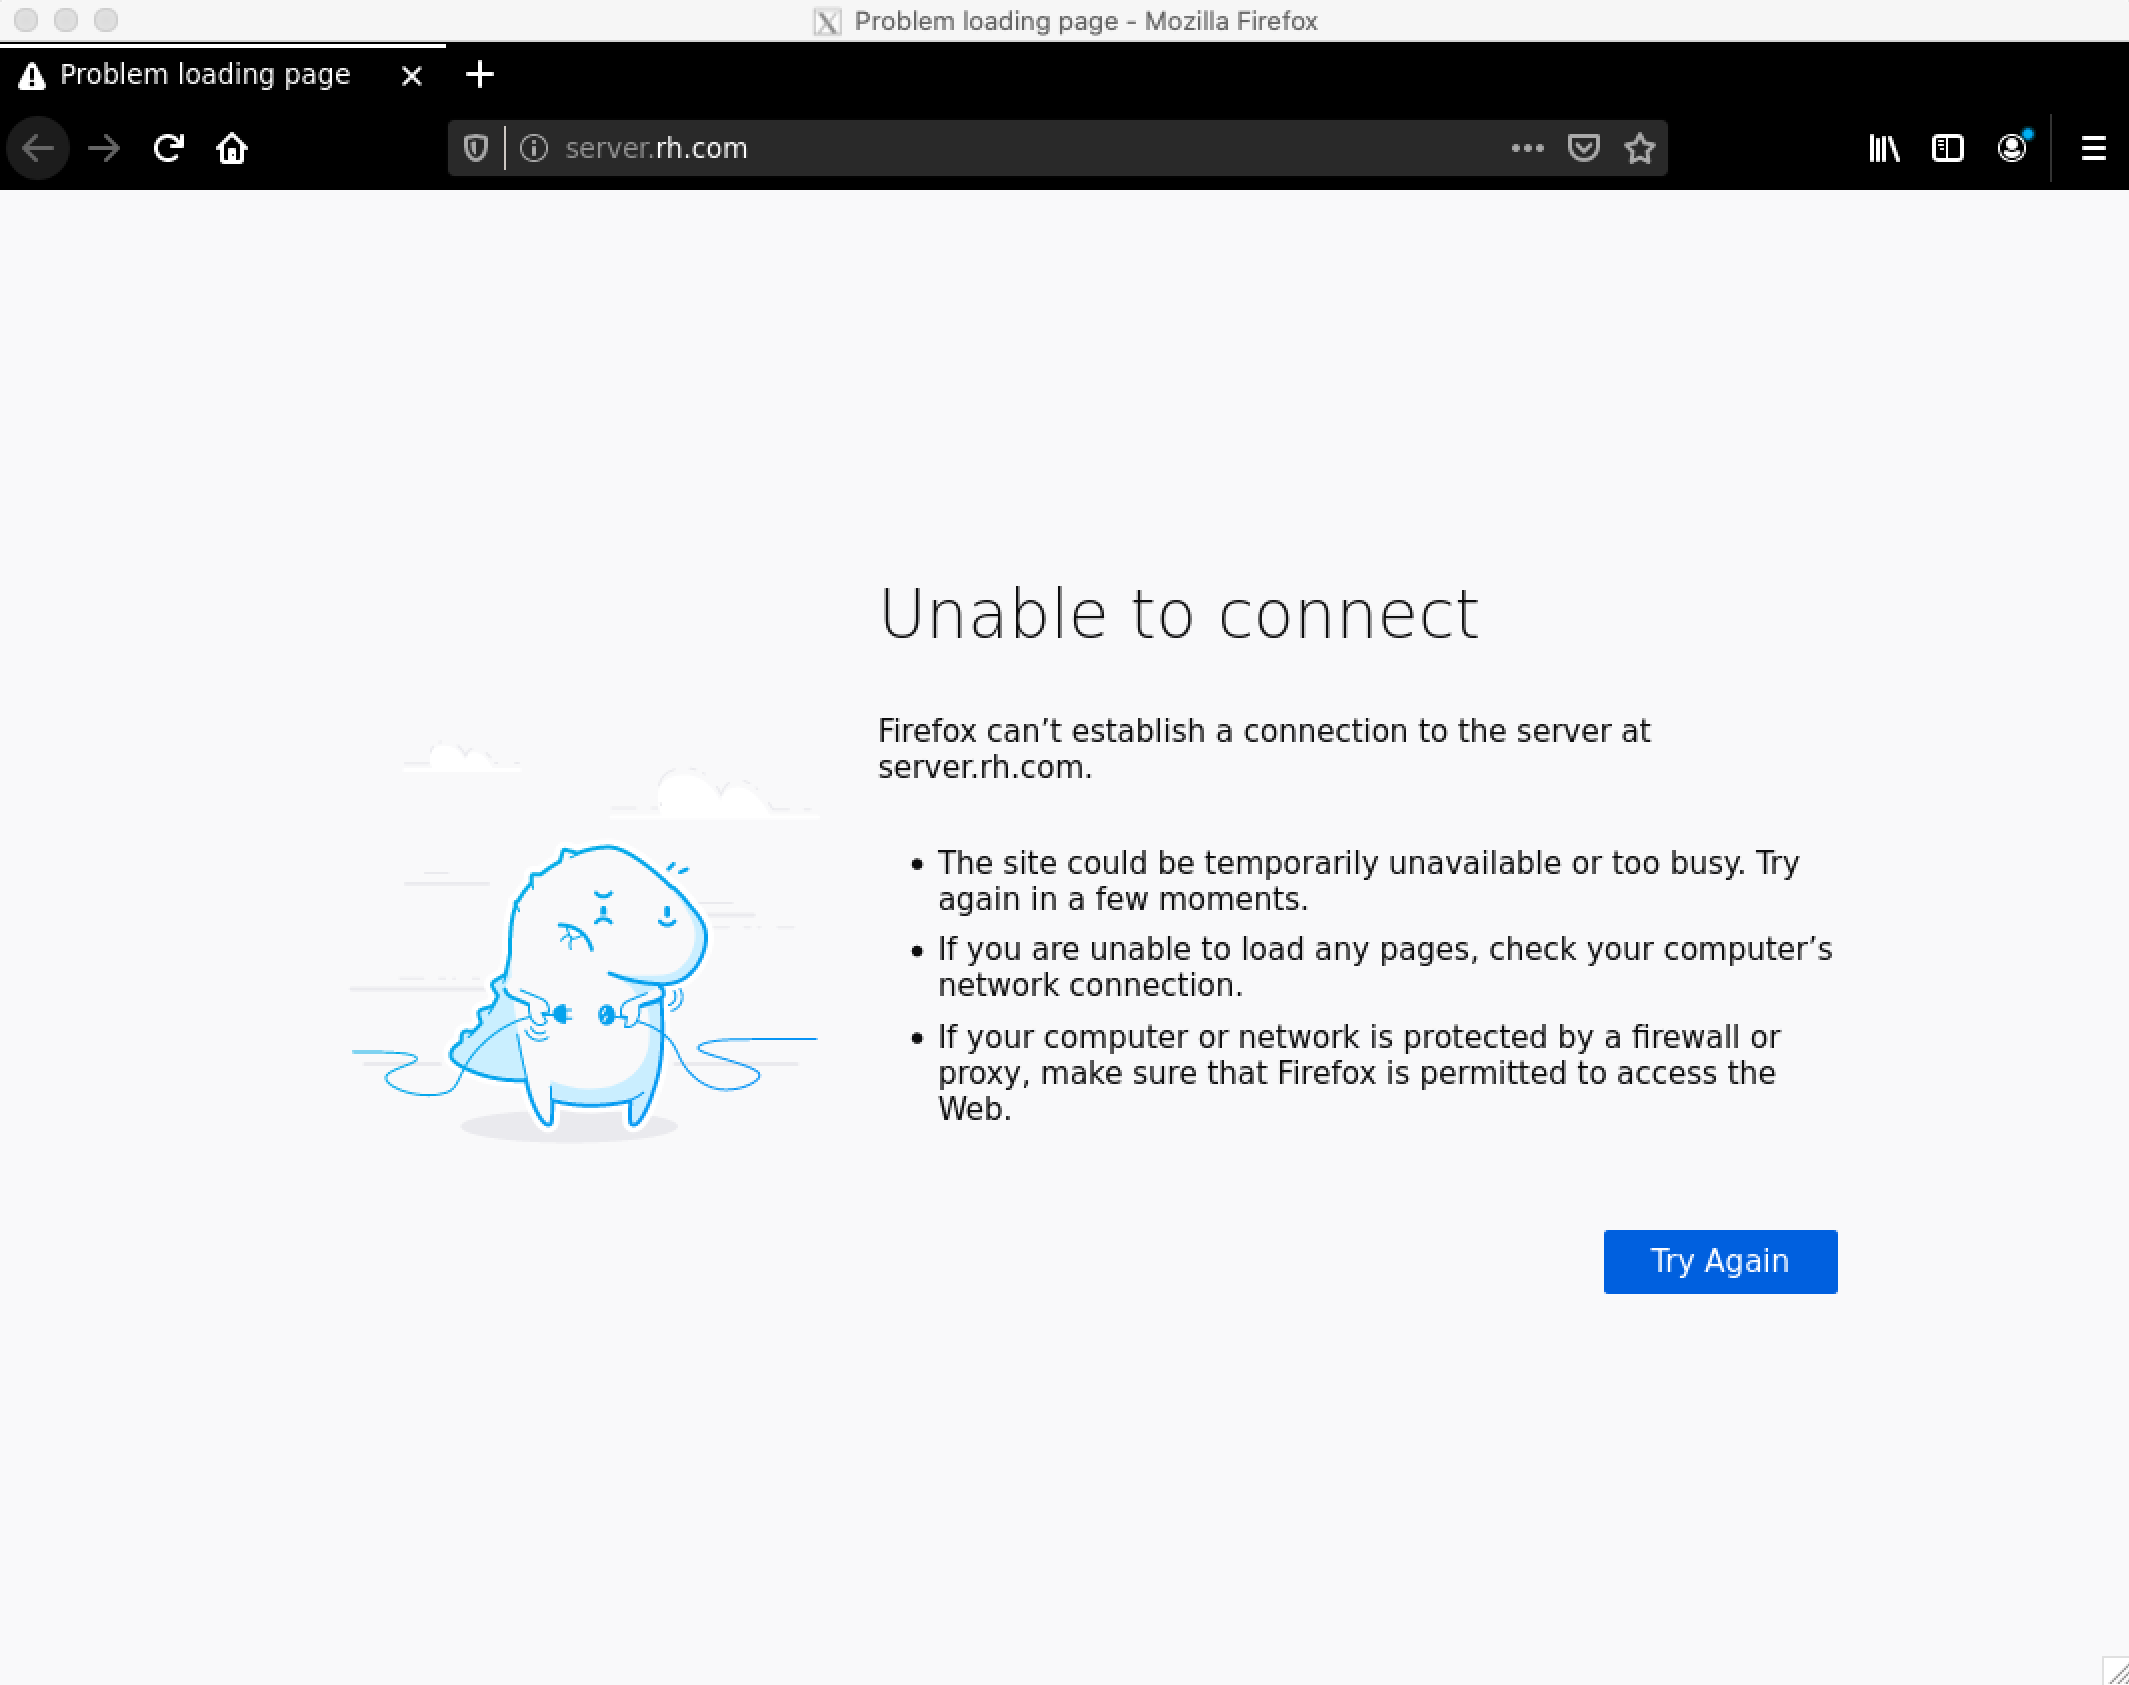 Problem loading page - Mozilla Firefox
Problem loading page
server.rh.com
Unable to connect
Firefox can’t establish a connection to the server at
server.rh.com.
• The site could be temporarily unavailable or too busy. Try
again in a few moments.
• If you are unable to load any pages, check your computer’s
network connection.
• If your computer or network is protected by a firewall or
proxy, make sure that Firefox is permitted to access the
Web.
Try Again